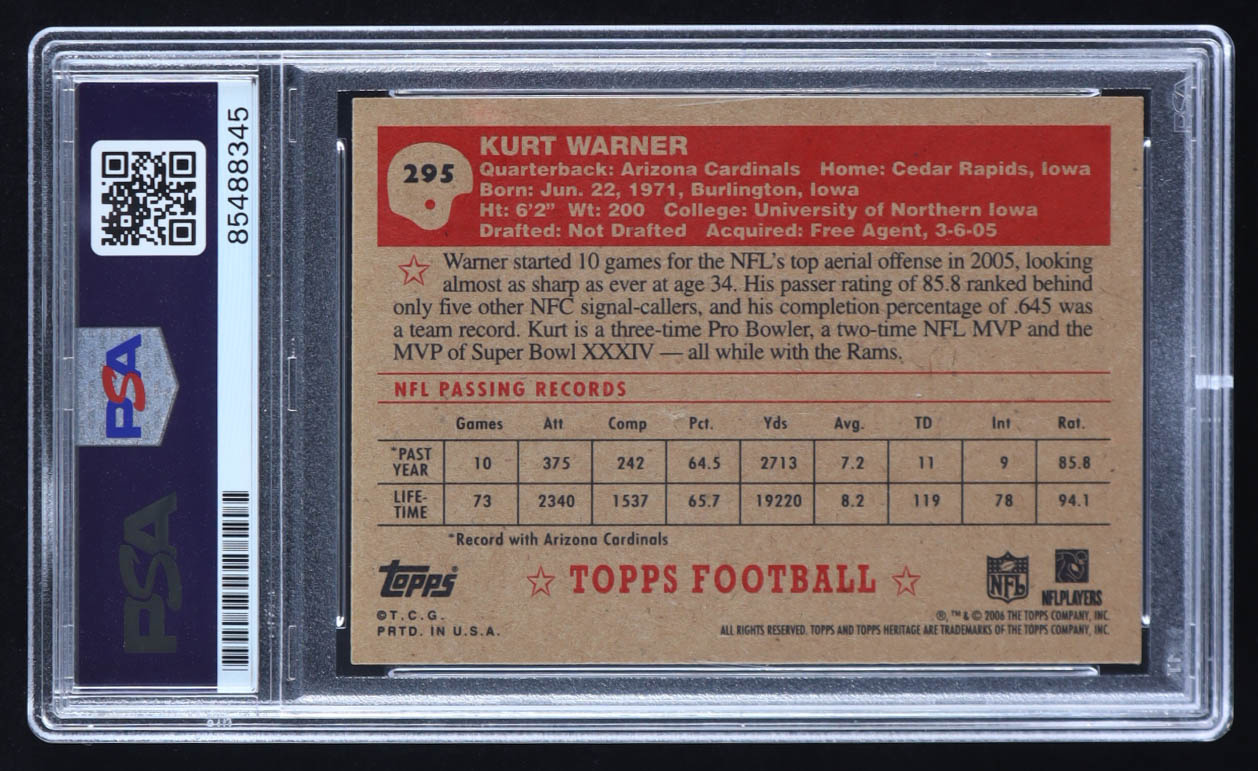 85488345
PSA
PSA
295
KURT WARNER
Quarterback: Arizona Cardinals Home: Cedar Rapids, Iowa
Born: Jun. 22, 1971, Burlington, Iowa
Ht: 6'2" Wt: 200 College: University of Northern Iowa
Drafted: Not Drafted Acquired: Free Agent, 3-6-05
Warner started 10 games for the NFL's top aerial offense in 2005, looking
almost as sharp as ever at age 34. His passer rating of 85.8 ranked behind
only five other NFC signal-callers, and his completion percentage of .645 was
a team record. Kurt is a three-time Pro Bowler, a two-time NFL MVP and the
MVP of Super Bowl XXXIV — all while with the Rams.
NFL PASSING RECORDS
Games Att Comp Pct. Yds Avg. TD Int Rat.
*PAST YEAR 10 375 242 64.5 2713 7.2 11 9 85.8
LIFE-TIME 73 2340 1537 65.7 19220 8.2 119 78 94.1
*Record with Arizona Cardinals
Topps® TOPPS FOOTBALL NFL NFLPLAYERS
©T.C.G.
PRTD. IN U.S.A.
®, ™ & © 2006 THE TOPPS COMPANY, INC.
ALL RIGHTS RESERVED. TOPPS AND TOPPS HERITAGE ARE TRADEMARKS OF THE TOPPS COMPANY, INC.
PSA